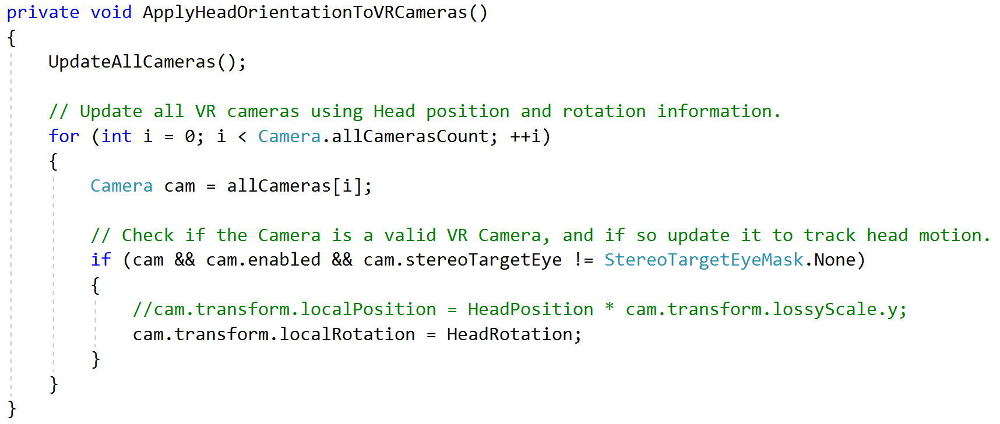 private void ApplyHeadOrientationToVRCameras()
{
    UpdateAllCameras();

    // Update all VR cameras using Head position and rotation information.
    for (int i = 0; i < Camera.allCamerasCount; ++i)
    {
        Camera cam = allCameras[i];

        // Check if the Camera is a valid VR Camera, and if so update it to track head motion.
        if (cam && cam.enabled && cam.stereoTargetEye != StereoTargetEyeMask.None)
        {
            //cam.transform.localPosition = HeadPosition * cam.transform.lossyScale.y;
            cam.transform.localRotation = HeadRotation;
        }
    }
}